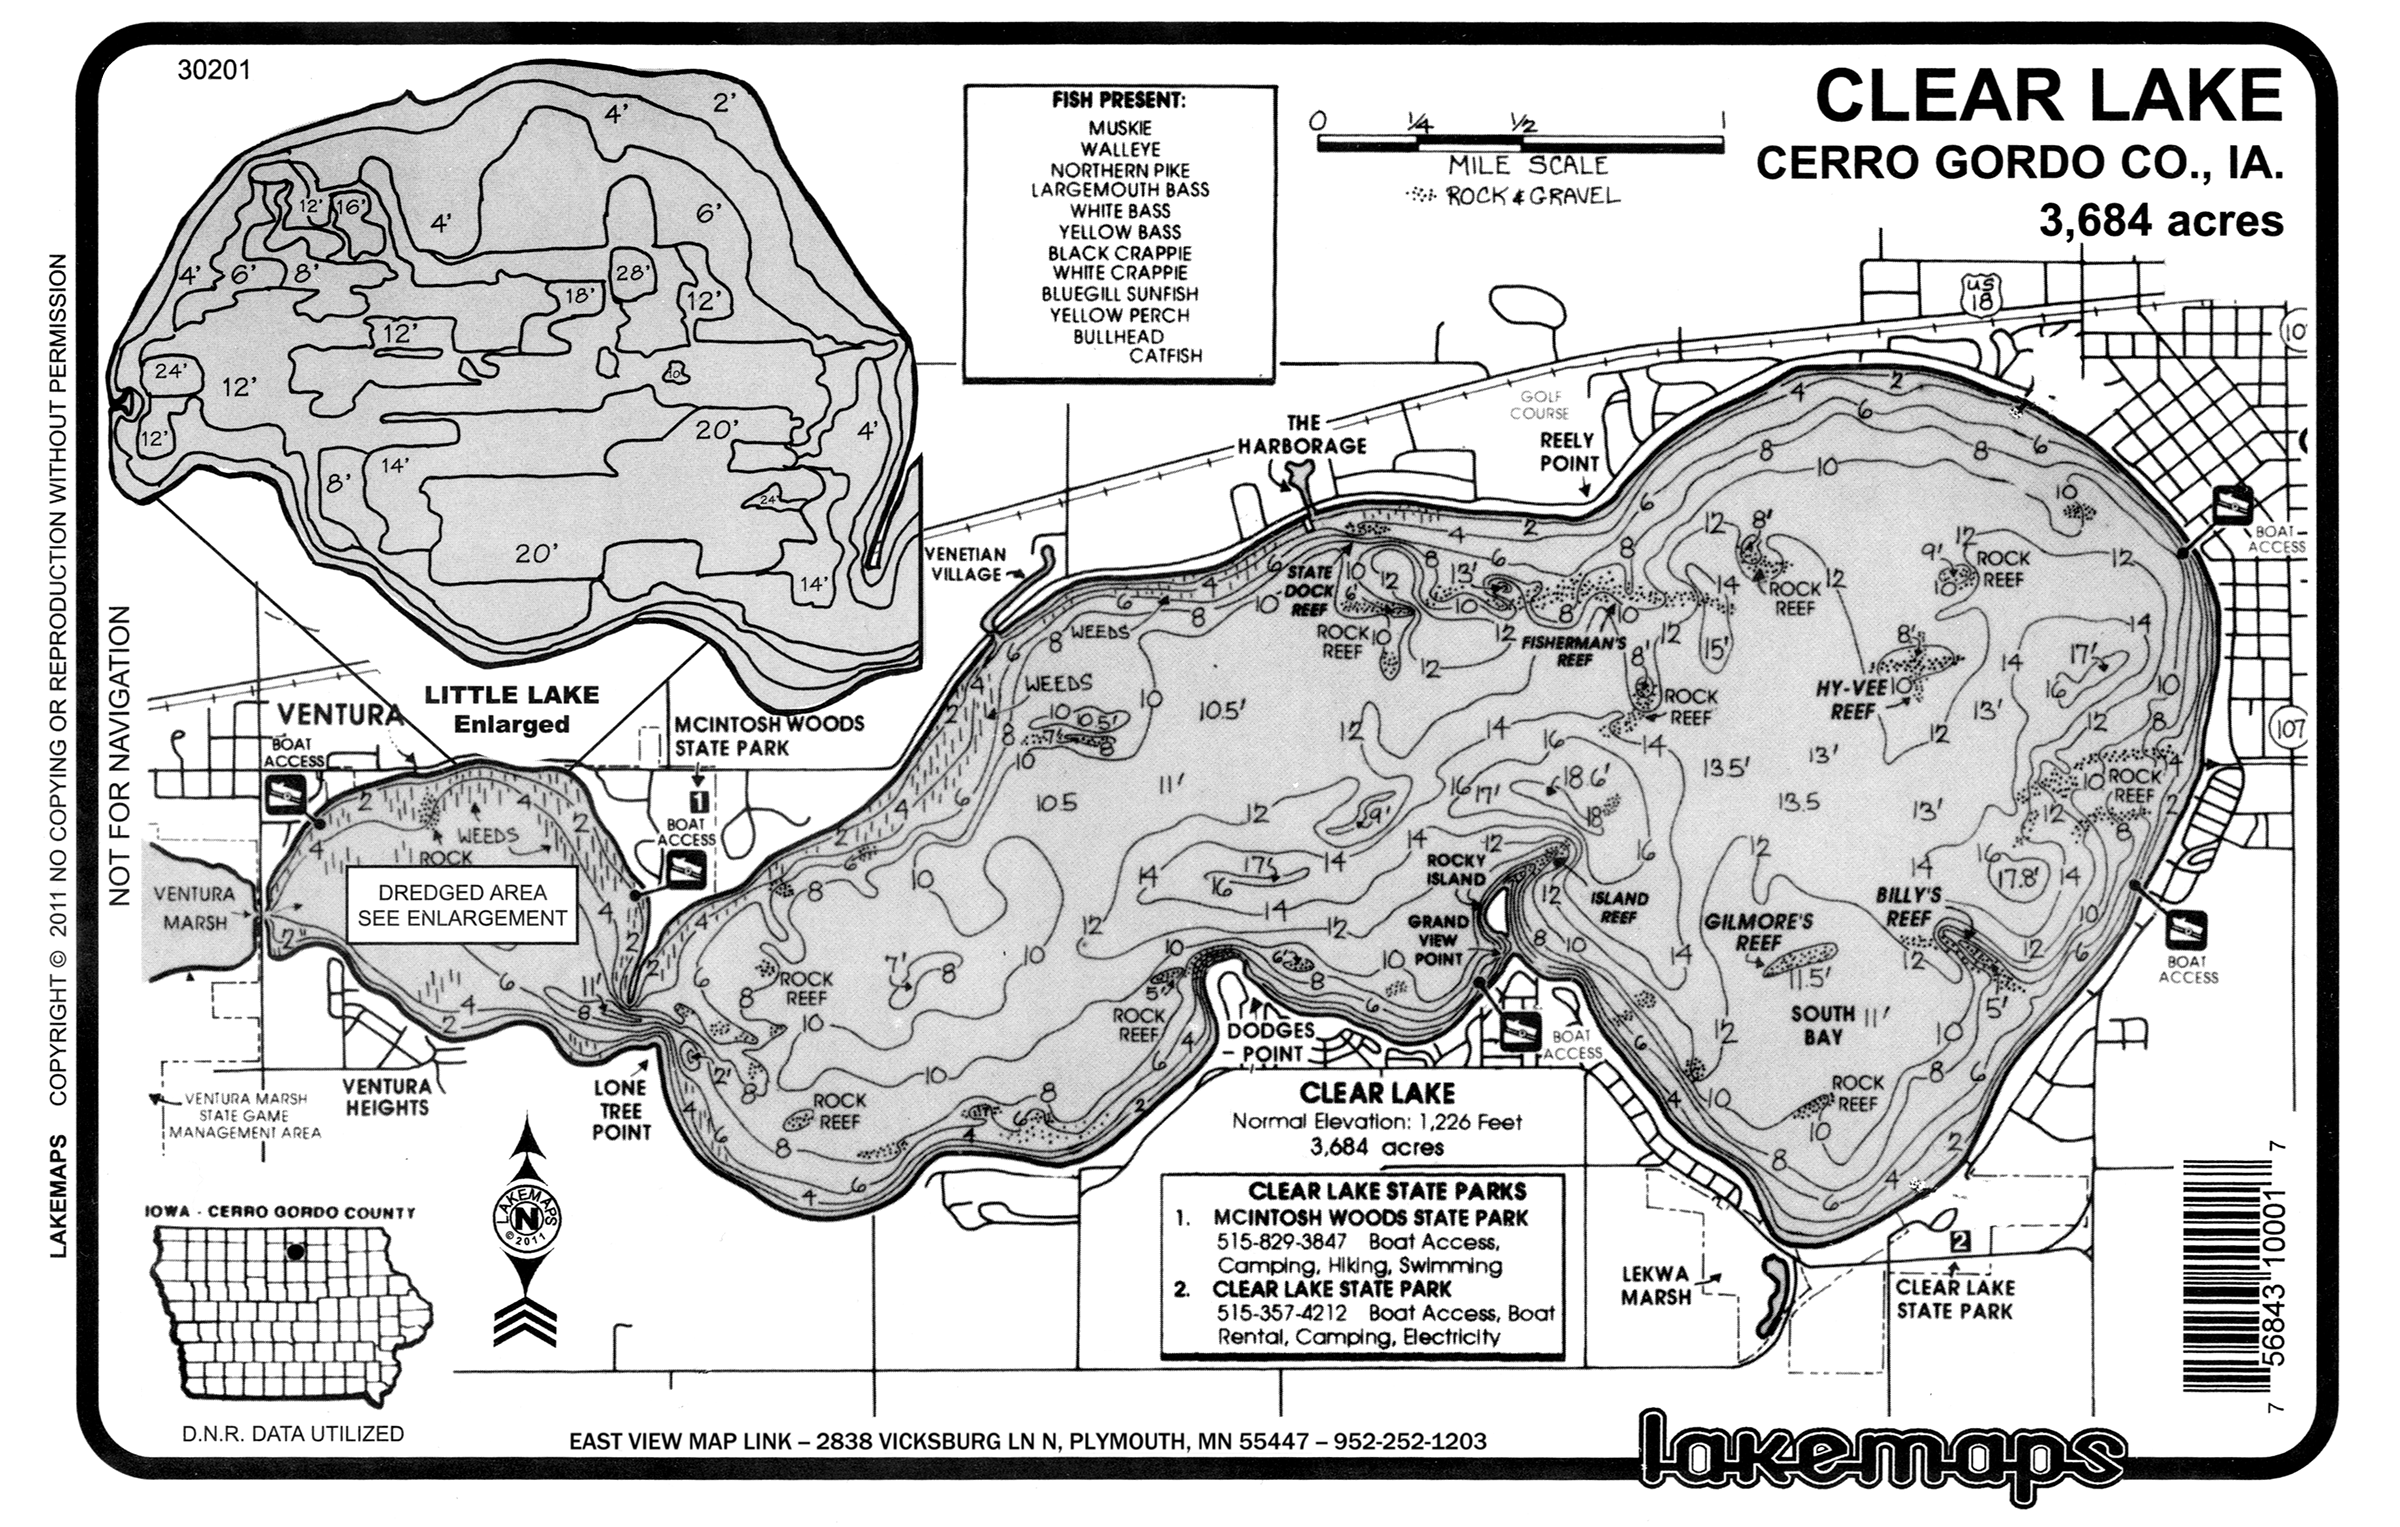 30201
CLEAR LAKE
CERRO GORDO CO., IA.
3,684 acres
FISH PRESENT:
MUSKIE
WALLEYE
NORTHERN PIKE
LARGEMOUTH BASS
WHITE BASS
YELLOW BASS
BLACK CRAPPIE
WHITE CRAPPIE
BLUEGILL SUNFISH
YELLOW PERCH
BULLHEAD
CATFISH
0 1/4 1/2 1
MILE SCALE
ROCK & GRAVEL
2'
4'
6'
4'
12'
16'
4'
6'
8'
28'
18'
12'
12'
24'
12'
10
12'
20'
4'
8'
14'
24'
20'
14'
LITTLE LAKE
Enlarged
US
18
GOLF
COURSE
REELY
POINT
THE
HARBORAGE
VENETIAN
VILLAGE
STATE
DOCK
REEF
ROCK
REEF
FISHERMAN'S
REEF
ROCK
REEF
ROCK
REEF
ROCK
REEF
HY-VEE
REEF
BOAT
ACCESS
107
ROCK
REEF
WEEDS
WEEDS
10.5'
10.5'
11'
10.5
13.5'
13.5
13'
13'
13'
13'
15'
17'
18.6'
17'
17'
17.8'
9'
9'
8'
8'
8'
7'
VENTURA
BOAT
ACCESS
MCINTOSH WOODS
STATE PARK
1
BOAT
ACCESS
WEEDS
ROCK
DREDGED AREA
SEE ENLARGEMENT
VENTURA
MARSH
ROCKY
ISLAND
GRAND
VIEW
POINT
ISLAND
REEF
GILMORE'S
REEF
11.5'
BILLY'S
REEF
5'
SOUTH
BAY
11'
ROCK
REEF
BOAT
ACCESS
BOAT
ACCESS
ROCK
REEF
ROCK
REEF
5'
ROCK
REEF
DODGES
POINT
LONE
TREE
POINT
VENTURA
HEIGHTS
VENTURA MARSH
STATE GAME
MANAGEMENT AREA
CLEAR LAKE
Normal Elevation: 1,226 Feet
3,684 acres
CLEAR LAKE STATE PARKS
1. MCINTOSH WOODS STATE PARK
515-829-3847 Boat Access,
Camping, Hiking, Swimming
2. CLEAR LAKE STATE PARK
515-357-4212 Boat Access, Boat
Rental, Camping, Electricity
LEKWA
MARSH
2
CLEAR LAKE
STATE PARK
IOWA - CERRO GORDO COUNTY
LAKEMAPS
N
© 2011
D.N.R. DATA UTILIZED
EAST VIEW MAP LINK – 2838 VICKSBURG LN N, PLYMOUTH, MN 55447 – 952-252-1203
lakemaps
7 56843 10001 7
LAKEMAPS COPYRIGHT © 2011 NO COPYING OR REPRODUCTION WITHOUT PERMISSION
NOT FOR NAVIGATION